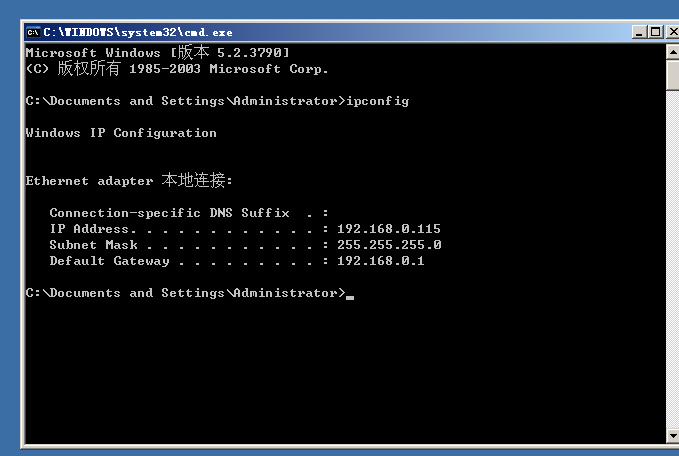 C:\WINDOWS\system32\cmd.exe
Microsoft Windows [版本 5.2.3790]
(C) 版权所有 1985-2003 Microsoft Corp.
C:\Documents and Settings\Administrator>ipconfig
Windows IP Configuration
Ethernet adapter 本地连接:
Connection-specific DNS Suffix  . :
IP Address. . . . . . . . . . . . : 192.168.0.115
Subnet Mask . . . . . . . . . . . : 255.255.255.0
Default Gateway . . . . . . . . . : 192.168.0.1
C:\Documents and Settings\Administrator>